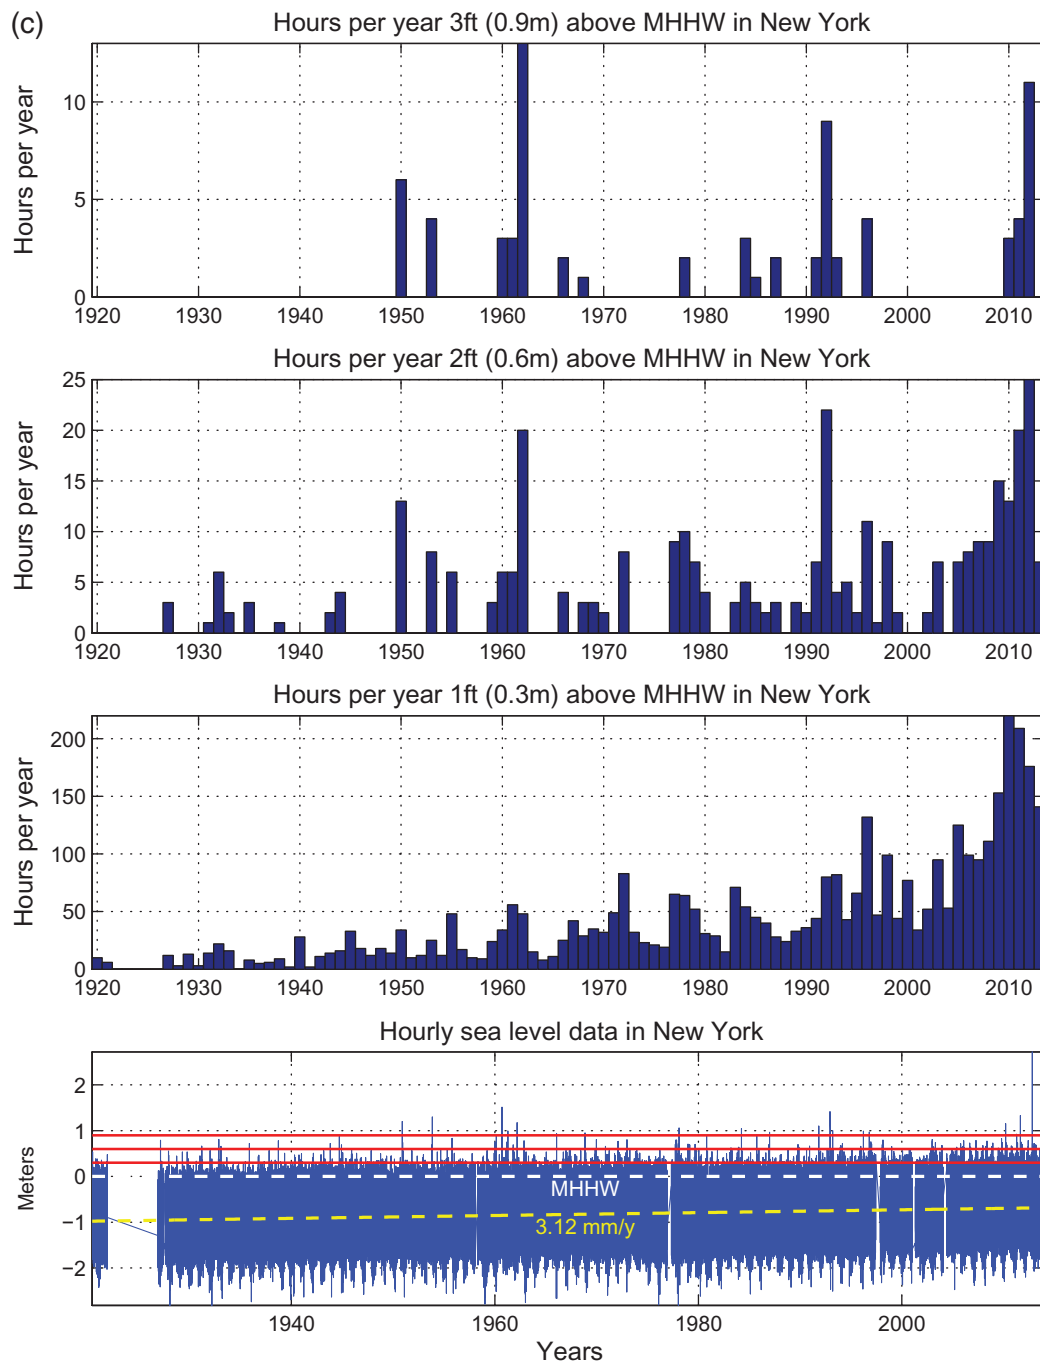 (c)
Hours per year 3ft (0.9m) above MHHW in New York
Hours per year
10
5
0
1920 1930 1940 1950 1960 1970 1980 1990 2000 2010
Hours per year 2ft (0.6m) above MHHW in New York
Hours per year
25
20
15
10
5
0
1920 1930 1940 1950 1960 1970 1980 1990 2000 2010
Hours per year 1ft (0.3m) above MHHW in New York
Hours per year
200
150
100
50
0
1920 1930 1940 1950 1960 1970 1980 1990 2000 2010
Hourly sea level data in New York
Meters
2
1
0
−1
−2
MHHW
3.12 mm/y
1940 1960 1980 2000
Years